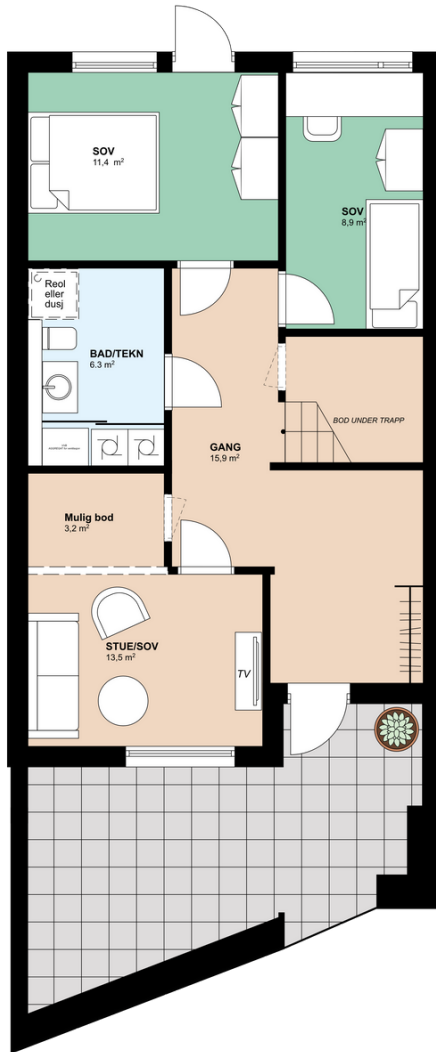 SOV
11,4 m²
SOV
8,9 m²
Reol
eller
dusj
BAD/TEKN
6.3 m²
BOD UNDER TRAPP
GANG
15,9 m²
Mulig bod
3,2 m²
STUE/SOV
13,5 m²
TV